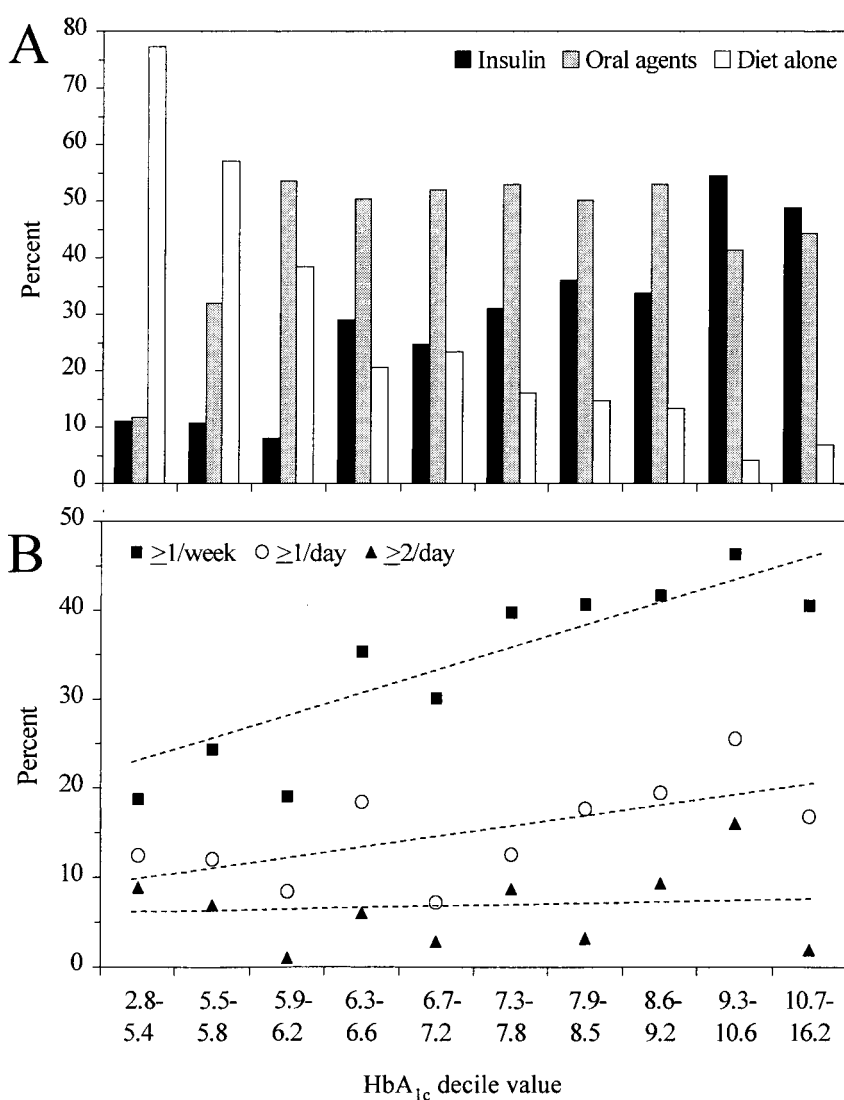 A
80
■ Insulin ▒ Oral agents □ Diet alone
70
60
50
40
30
20
10
0
Percent
B
50
■ ≥1/week ○ ≥1/day ▲ ≥2/day
40
30
20
10
0
Percent
2.8- 5.5- 5.9- 6.3- 6.7- 7.3- 7.9- 8.6- 9.3- 10.7-
5.4 5.8 6.2 6.6 7.2 7.8 8.5 9.2 10.6 16.2
HbA1c decile value